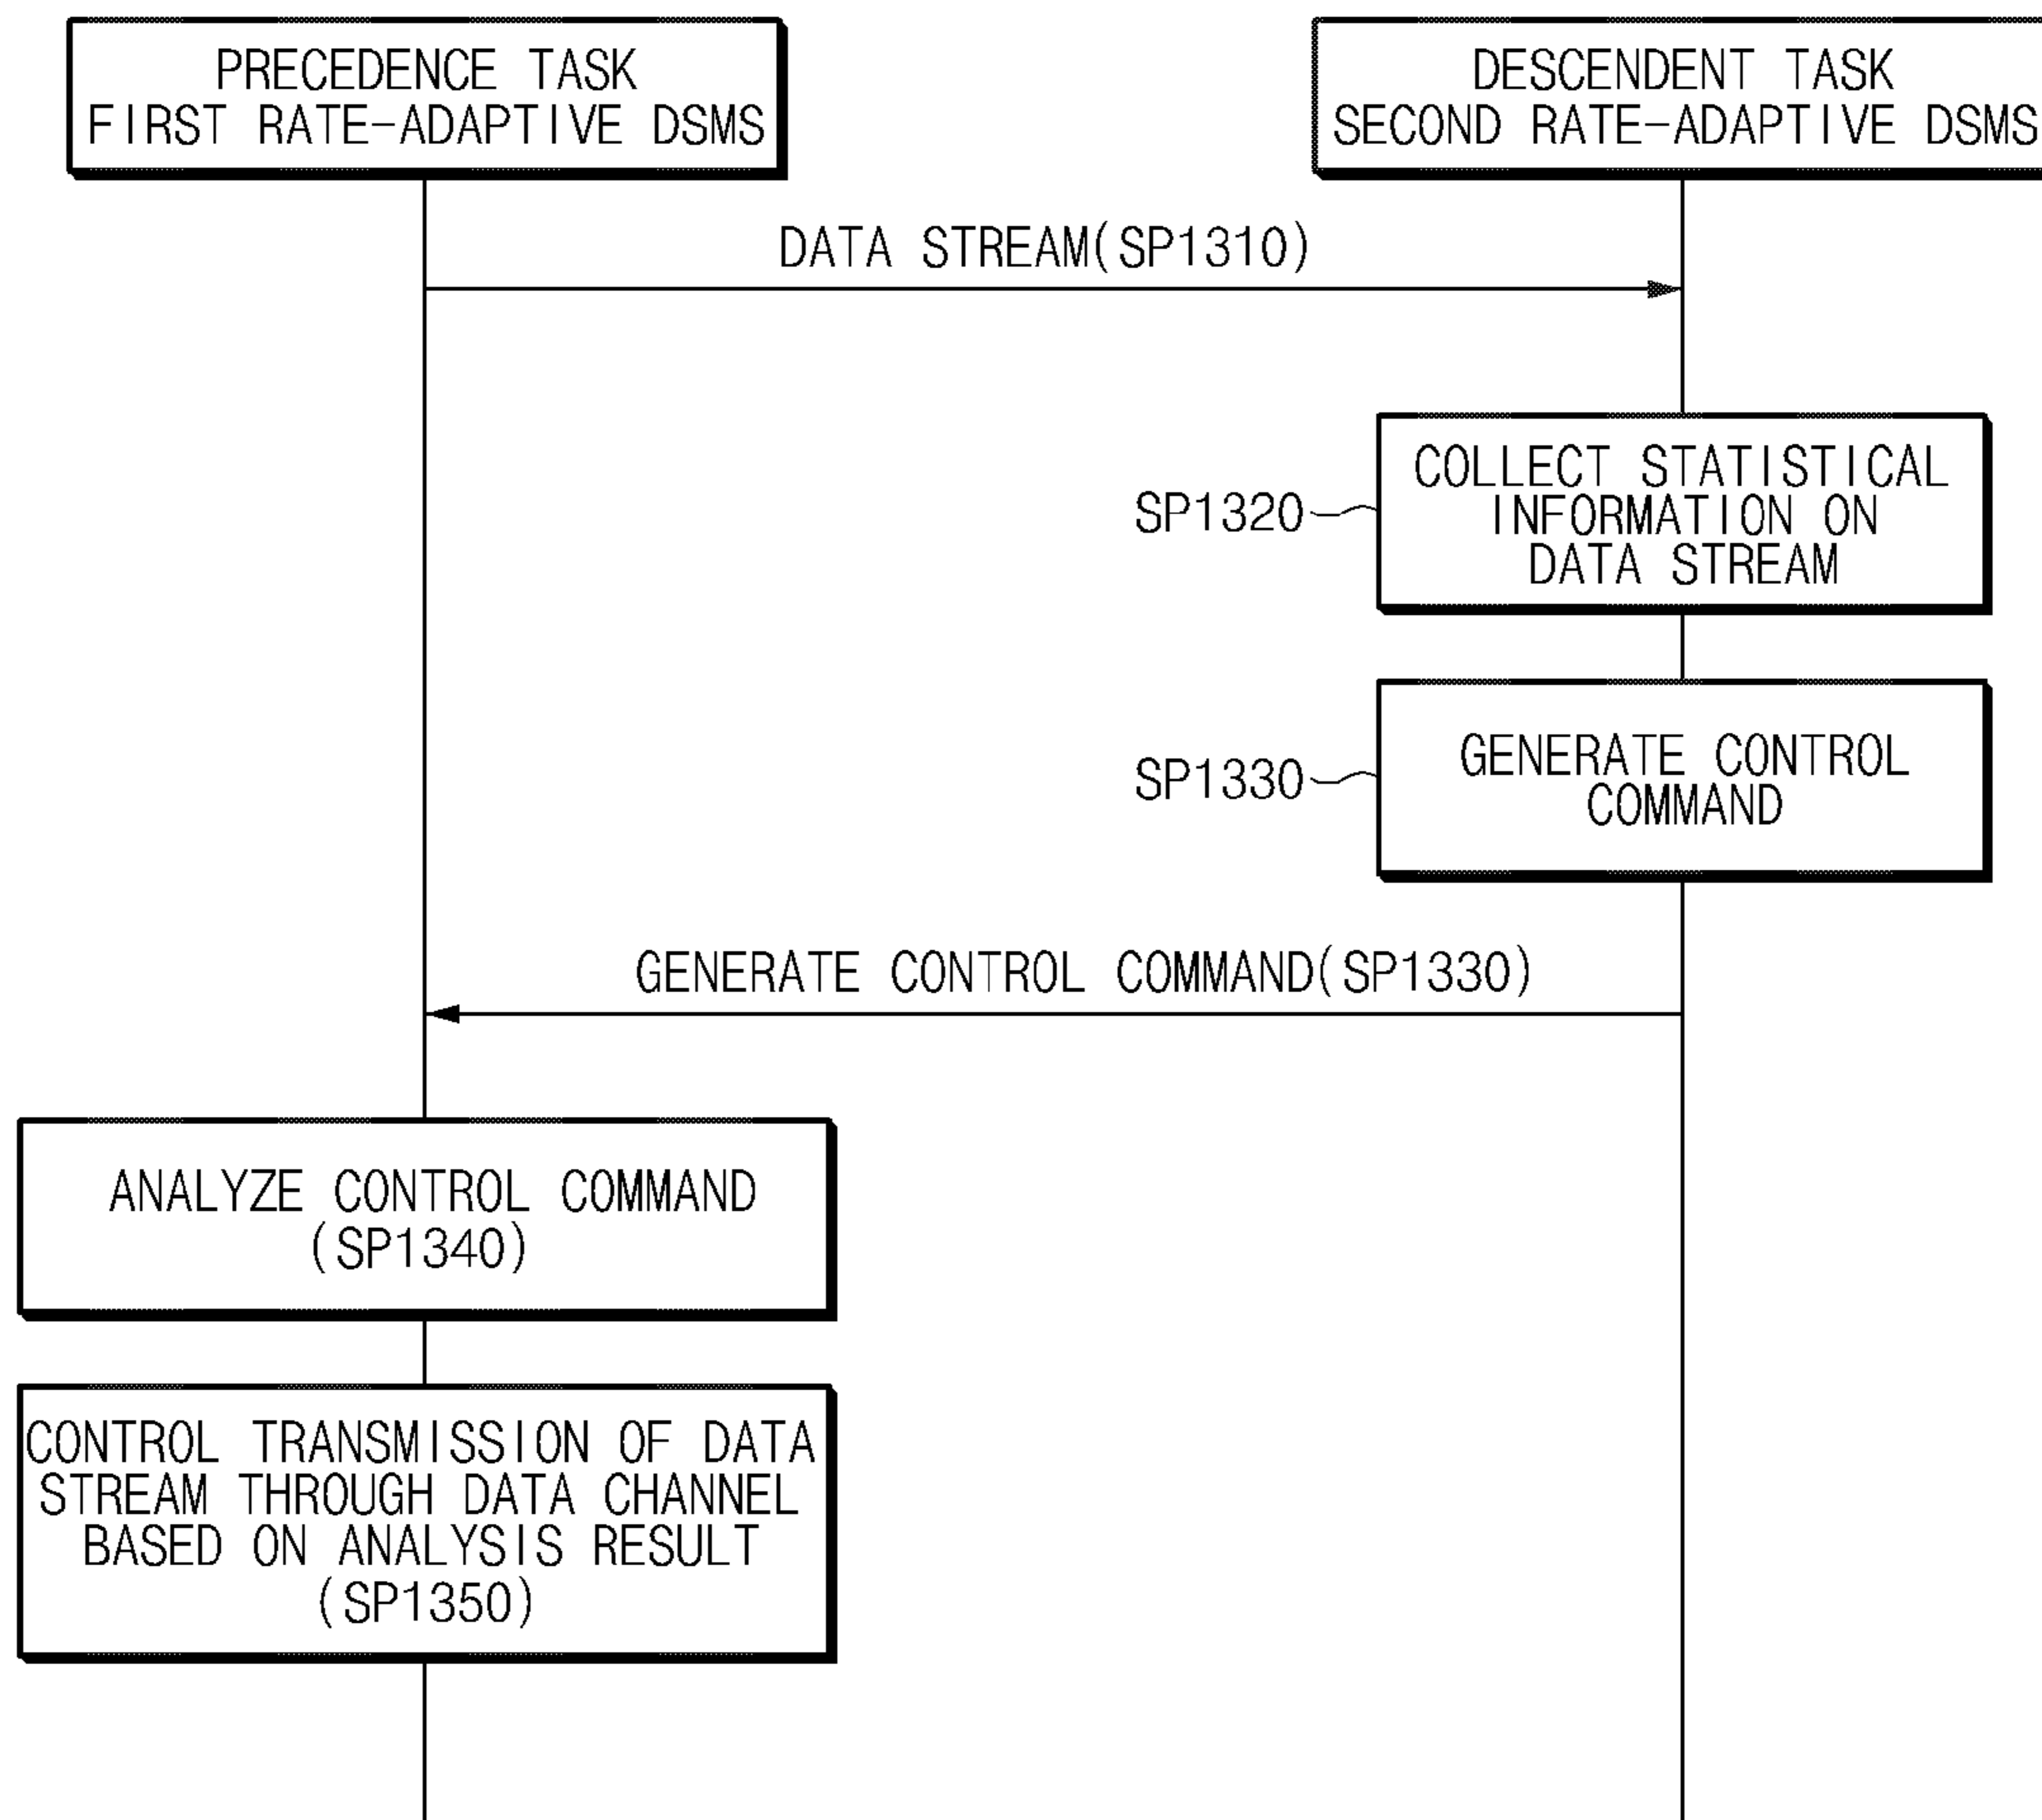 PRECEDENCE TASK
FIRST RATE-ADAPTIVE DSMS
DESCENDENT TASK
SECOND RATE-ADAPTIVE DSMS
DATA STREAM(SP1310)
COLLECT STATISTICAL
INFORMATION ON
DATA STREAM
SP1320
GENERATE CONTROL
COMMAND
SP1330
GENERATE CONTROL COMMAND(SP1330)
ANALYZE CONTROL COMMAND
(SP1340)
CONTROL TRANSMISSION OF DATA
STREAM THROUGH DATA CHANNEL
BASED ON ANALYSIS RESULT
(SP1350)